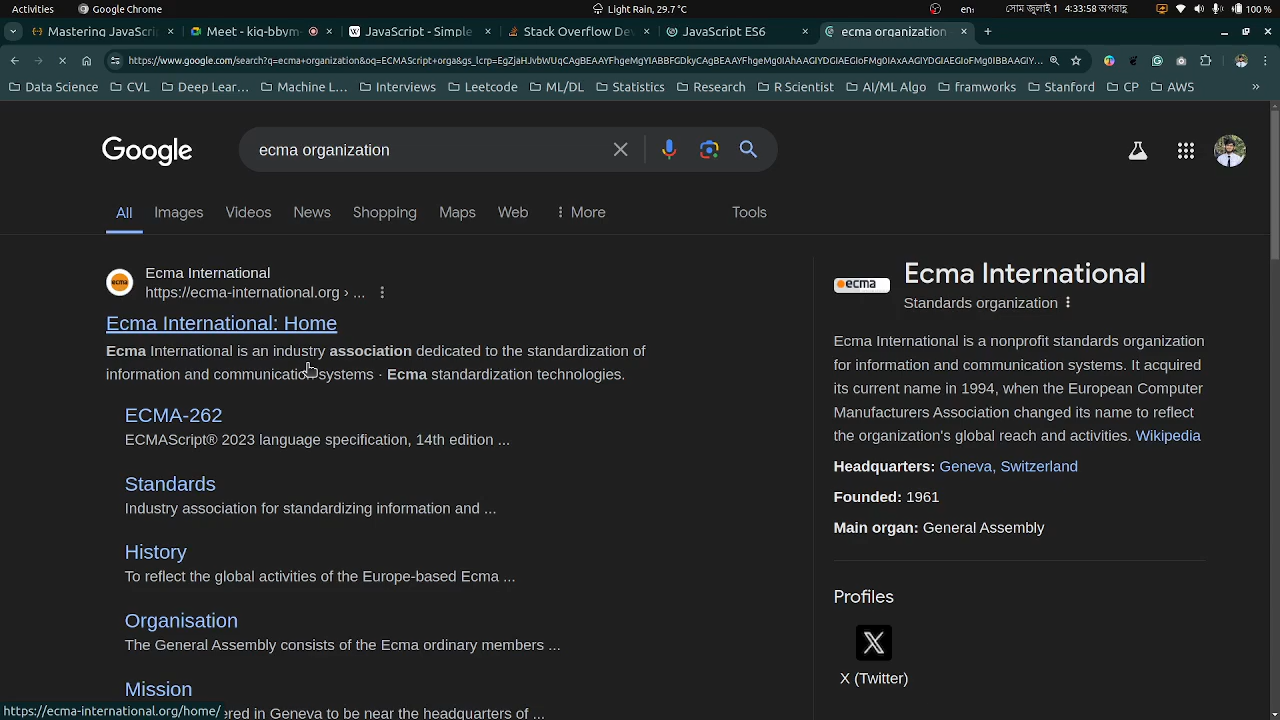 Activities
Google Chrome
Light Rain, 29.7 °C
en₁
সোম জুলাই 1 4:33:58 অপরাহ্ণ
100 %
Mastering JavaScri
Meet - kiq-bbym-
JavaScript - Simple
Stack Overflow Dev
JavaScript ES6
ecma organization
https://www.google.com/search?q=ecma+organization&oq=ECMAScript+orga&gs_lcrp=
Data Science
CVL
Deep Lear...
Machine L...
Interviews
Leetcode
ML/DL
Statistics
Research
R Scientist
AI/ML Algo
framworks
Stanford
CP
AWS
Google
ecma organization
All
Images
Videos
News
Shopping
Maps
Web
More
Tools
ecma
Ecma International
https://ecma-international.org › ...
Ecma International: Home
Ecma International is an industry association dedicated to the standardization of
information and communication systems · Ecma standardization technologies.
ECMA-262
ECMAScript® 2023 language specification, 14th edition ...
Standards
Industry association for standardizing information and ...
History
To reflect the global activities of the Europe-based Ecma ...
Organisation
The General Assembly consists of the Ecma ordinary members ...
Mission
ered in Geneva to be near the headquarters of ...
https://ecma-international.org/home/
ecma
Ecma International
Standards organization
Ecma International is a nonprofit standards organization
for information and communication systems. It acquired
its current name in 1994, when the European Computer
Manufacturers Association changed its name to reflect
the organization's global reach and activities. Wikipedia
Headquarters: Geneva, Switzerland
Founded: 1961
Main organ: General Assembly
Profiles
X (Twitter)